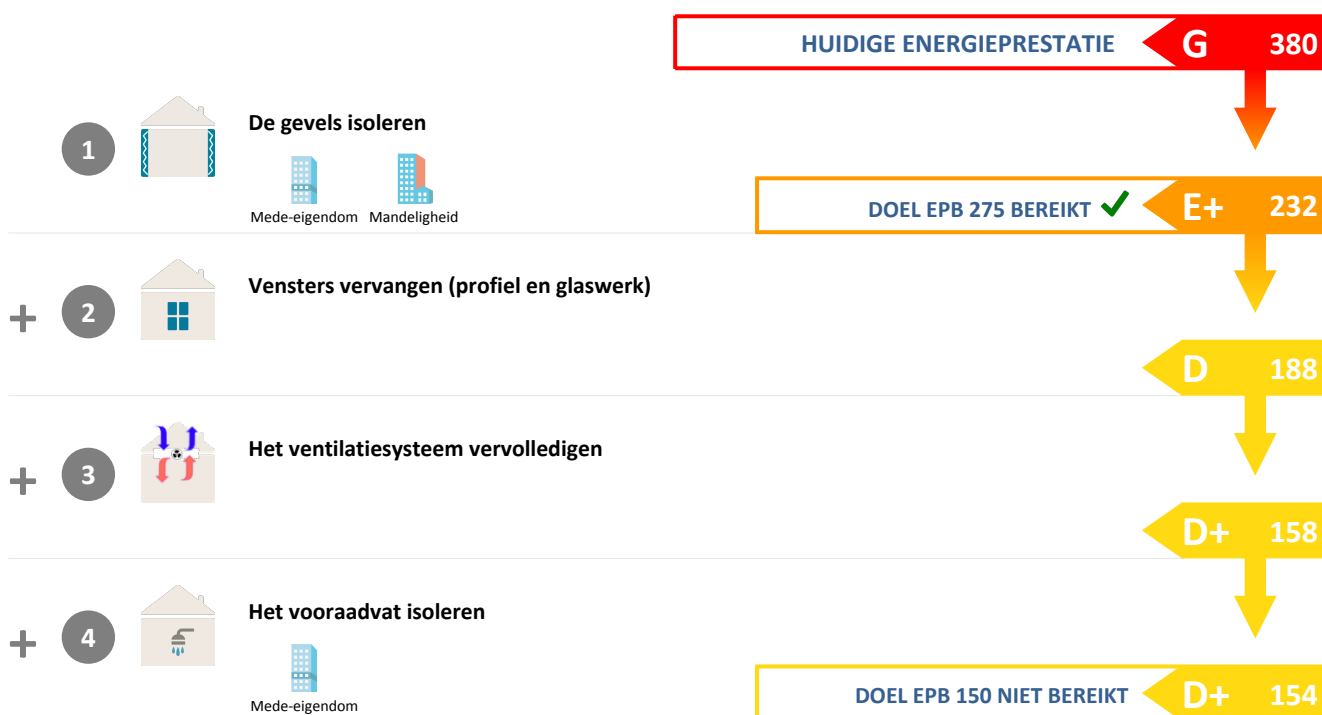 HUIDIGE ENERGIEPRESTATIE G 380
1 De gevels isoleren
Mede-eigendom Mandeligheid
DOEL EPB 275 BEREIKT E+ 232
+ 2 Vensters vervangen (profiel en glaswerk)
D 188
+ 3 Het ventilatiesysteem vervolledigen
D+ 158
+ 4 Het vooraadvat isoleren
Mede-eigendom
DOEL EPB 150 NIET BEREIKT D+ 154